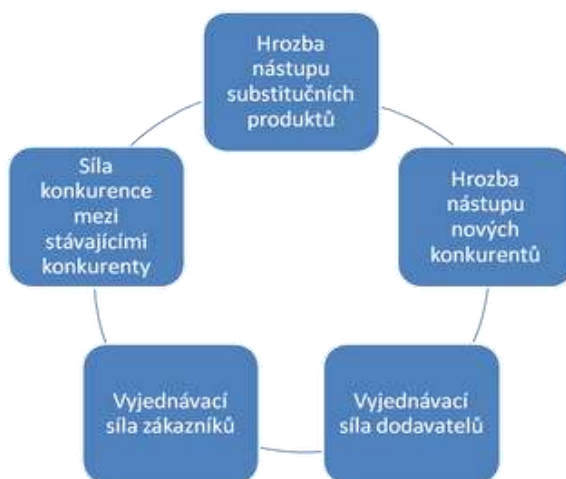 Hrozba
nástupu
substitučních
produktů
Síla
konkurence
mezi
stávajícími
konkurenty
Hrozba
nástupu
nových
konkurentů
Vyjednávací
síla zákazníků
Vyjednávací
síla dodavatelů